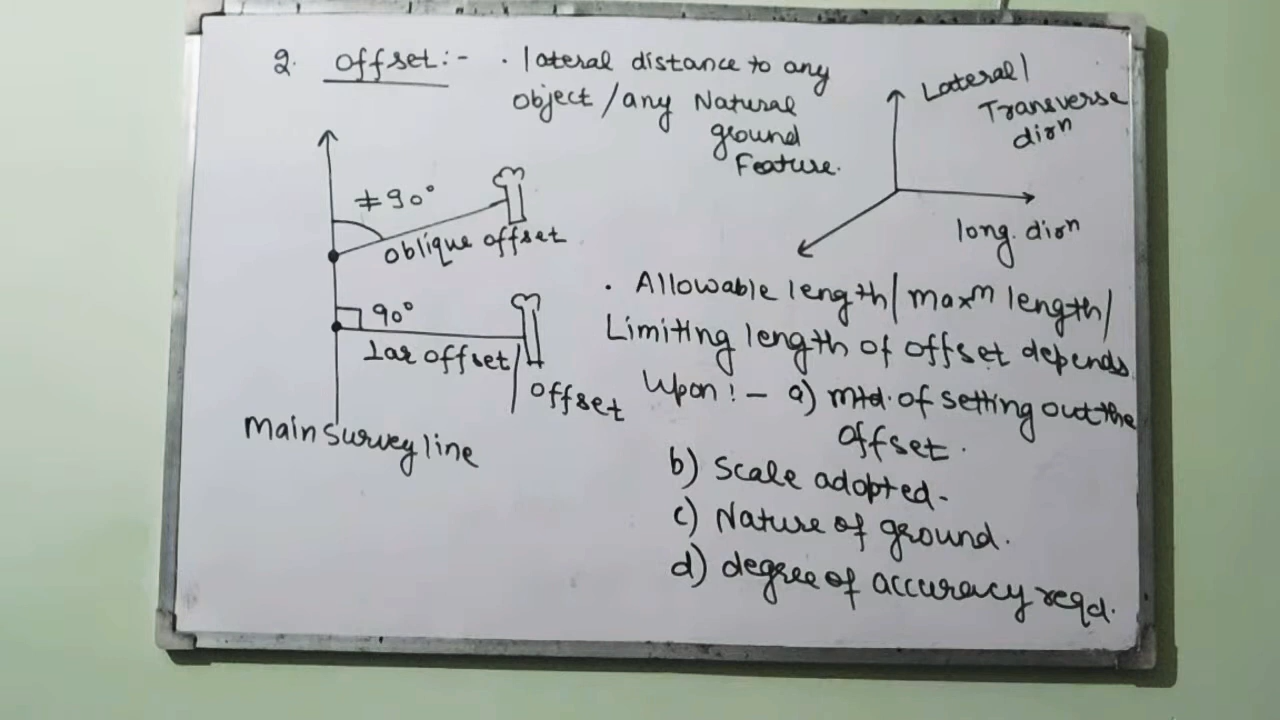 2. Offset:- . lateral distance to any
object/any Natural
ground
Feature.
Lateral/
Transverse
dirn
long. dirn
≠90°
Oblique offset
90°
Lar offset/
Offset
Main survey line
. Allowable length/maxm length/
Limiting length of offset depends
Upon:- a) mtd. of setting out the
Offset.
b) Scale adopted.
c) Nature of ground.
d) degree of accuracy reqd.